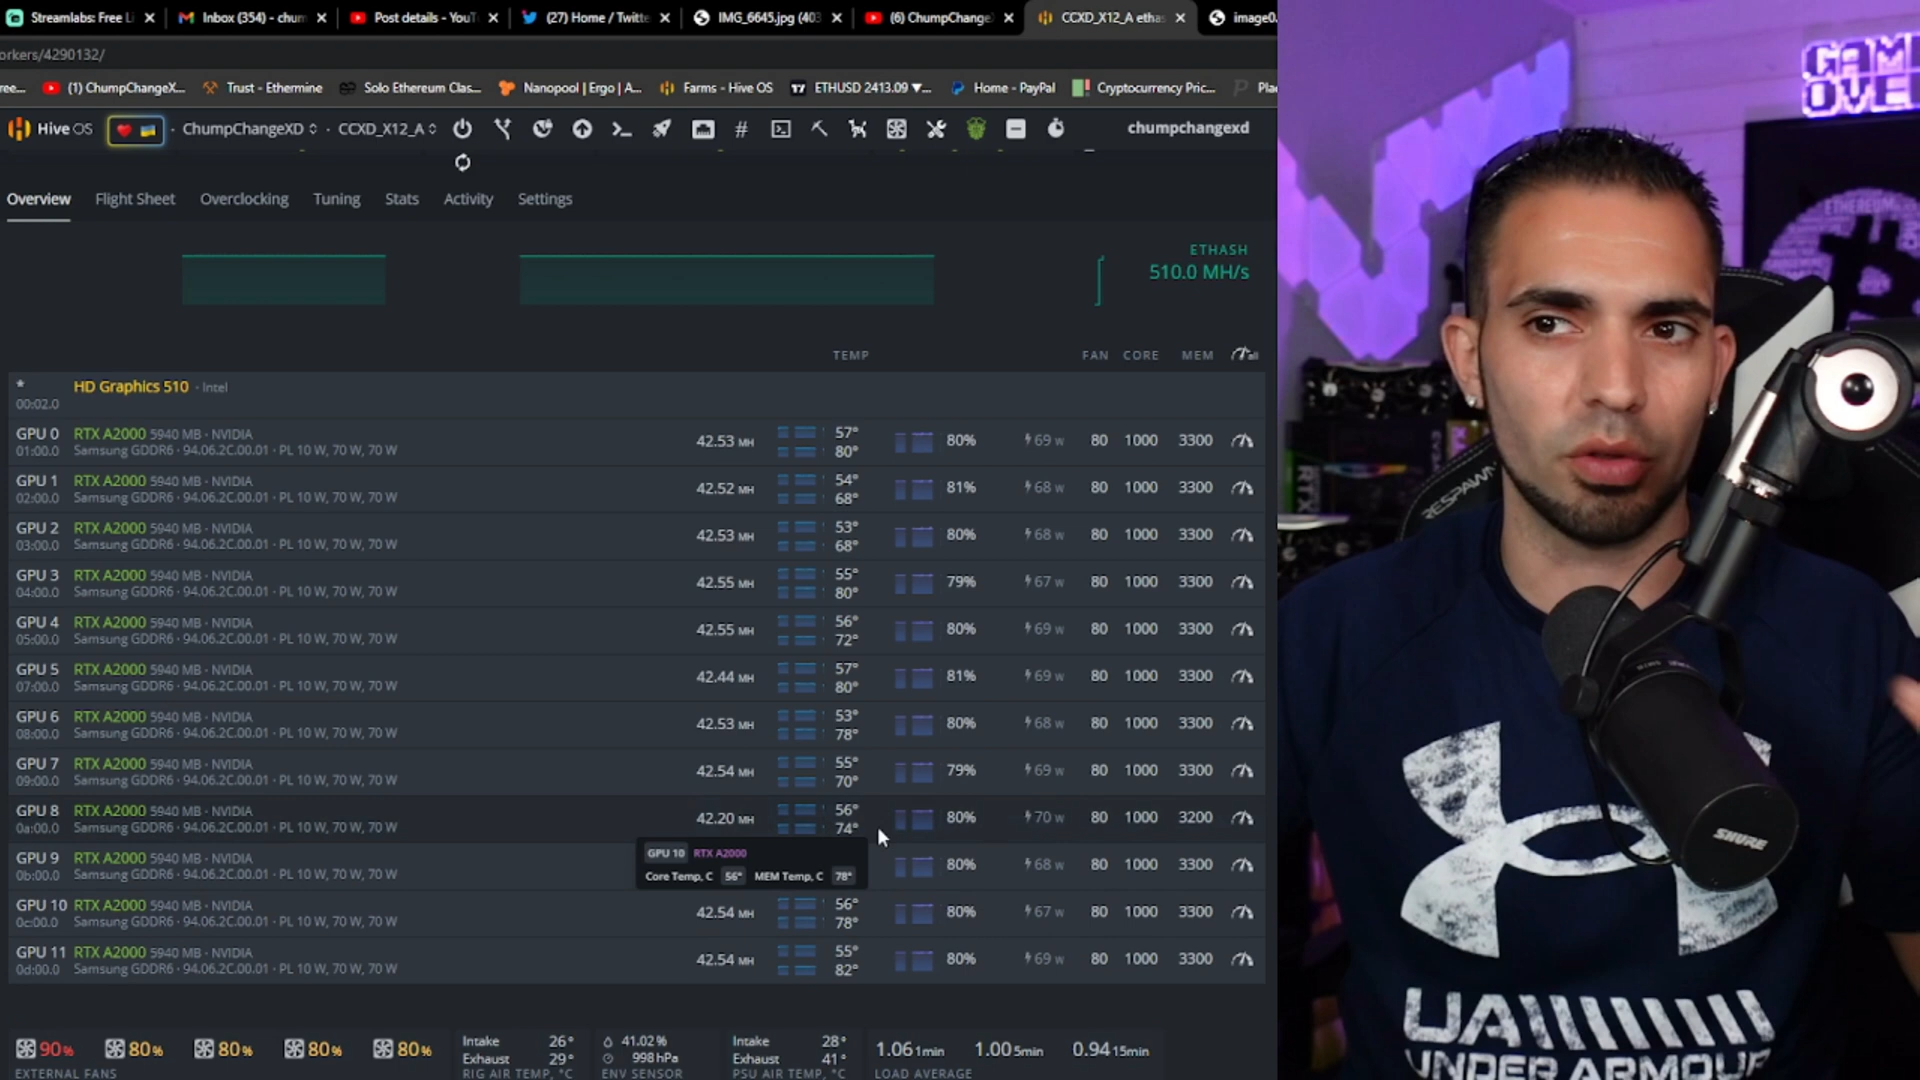 Streamlabs: Live
Inbox (354) - chum
Post details - YouT
(27) Home / Twitte
IMG_6645.jpg (403
(6) ChumpChange
CCXD_X12_A ethas
image0.
orkers/4290132/
ree...
(1) ChumpChangeX...
Trust - Ethermine
Solo Ethereum Clas...
Nanopool | Ergo | A...
Farms - Hive OS
ETHUSD 2413.09 ▼...
Home - PayPal
Cryptocurrency Pric...
Pla
Hive OS
ChumpChangeXD
CCXD_X12_A
#
chumpchangexd
Overview Flight Sheet Overclocking Tuning Stats Activity Settings
ETHASH
510.0 MH/s
TEMP FAN CORE MEM
* HD Graphics 510 · Intel
00:02.0
GPU 0 RTX A2000 5940 MB · NVIDIA 42.53 MH 57° 80% 69 W 80 1000 3300
01:00.0 Samsung GDDR6 · 94.06.2C.00.01 · PL 10 W, 70 W, 70 W 80°
GPU 1 RTX A2000 5940 MB · NVIDIA 42.52 MH 54° 81% 68 W 80 1000 3300
02:00.0 Samsung GDDR6 · 94.06.2C.00.01 · PL 10 W, 70 W, 70 W 68°
GPU 2 RTX A2000 5940 MB · NVIDIA 42.53 MH 53° 80% 68 W 80 1000 3300
03:00.0 Samsung GDDR6 · 94.06.2C.00.01 · PL 10 W, 70 W, 70 W 68°
GPU 3 RTX A2000 5940 MB · NVIDIA 42.55 MH 55° 79% 67 W 80 1000 3300
04:00.0 Samsung GDDR6 · 94.06.2C.00.01 · PL 10 W, 70 W, 70 W 80°
GPU 4 RTX A2000 5940 MB · NVIDIA 42.55 MH 56° 80% 69 W 80 1000 3300
05:00.0 Samsung GDDR6 · 94.06.2C.00.01 · PL 10 W, 70 W, 70 W 72°
GPU 5 RTX A2000 5940 MB · NVIDIA 42.44 MH 57° 81% 69 W 80 1000 3300
07:00.0 Samsung GDDR6 · 94.06.2C.00.01 · PL 10 W, 70 W, 70 W 80°
GPU 6 RTX A2000 5940 MB · NVIDIA 42.53 MH 53° 80% 68 W 80 1000 3300
08:00.0 Samsung GDDR6 · 94.06.2C.00.01 · PL 10 W, 70 W, 70 W 78°
GPU 7 RTX A2000 5940 MB · NVIDIA 42.54 MH 55° 79% 69 W 80 1000 3300
09:00.0 Samsung GDDR6 · 94.06.2C.00.01 · PL 10 W, 70 W, 70 W 70°
GPU 8 RTX A2000 5940 MB · NVIDIA 42.20 MH 56° 80% 70 W 80 1000 3200
0a:00.0 Samsung GDDR6 · 94.06.2C.00.01 · PL 10 W, 70 W, 70 W 74°
GPU 10 RTX A2000
Core Temp, C 56° MEM Temp, C 78°
GPU 9 RTX A2000 5940 MB · NVIDIA 80% 68 W 80 1000 3300
0b:00.0 Samsung GDDR6 · 94.06.2C.00.01 · PL 10 W, 70 W, 70 W
GPU 10 RTX A2000 5940 MB · NVIDIA 42.54 MH 56° 80% 67 W 80 1000 3300
0c:00.0 Samsung GDDR6 · 94.06.2C.00.01 · PL 10 W, 70 W, 70 W 78°
GPU 11 RTX A2000 5940 MB · NVIDIA 42.54 MH 55° 80% 69 W 80 1000 3300
0d:00.0 Samsung GDDR6 · 94.06.2C.00.01 · PL 10 W, 70 W, 70 W 82°
90% 80% 80% 80% 80%
EXTERNAL FANS
Intake 26°
Exhaust 29°
RIG AIR TEMP, °C
41.02%
998 hPa
ENV SENSOR
Intake 28°
Exhaust 41°
PSU AIR TEMP, °C
1.06 1min 1.00 5min 0.94 15min
LOAD AVERAGE
GAME
OVER
ETHEREUM
RESPAWN
RTX
SHURE
UA
UNDER ARMOUR